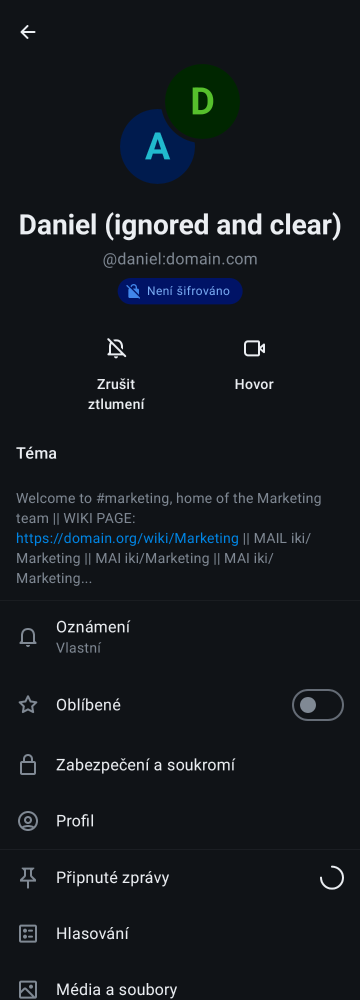 D
A
Daniel (ignored and clear)
@daniel:domain.com
Není šifrováno
Zrušit
ztlumení
Hovor
Téma
Welcome to #marketing, home of the Marketing
team || WIKI PAGE:
https://domain.org/wiki/Marketing || MAIL iki/
Marketing || MAI iki/Marketing || MAI iki/
Marketing...
Oznámení
Vlastní
Oblíbené
Zabezpečení a soukromí
Profil
Připnuté zprávy
Hlasování
Média a soubory